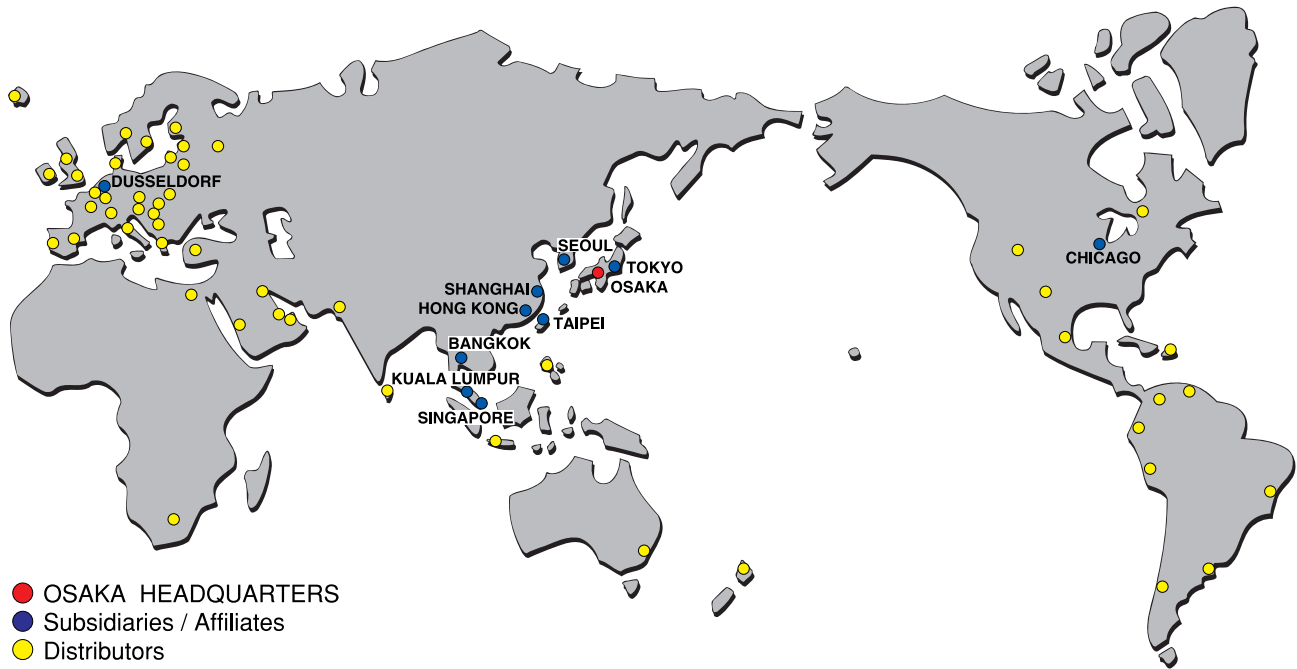 DUSSELDORF
SEOUL
TOKYO
OSAKA
SHANGHAI
HONG KONG
TAIPEI
BANGKOK
KUALA LUMPUR
SINGAPORE
CHICAGO
OSAKA HEADQUARTERS
Subsidiaries / Affiliates
Distributors